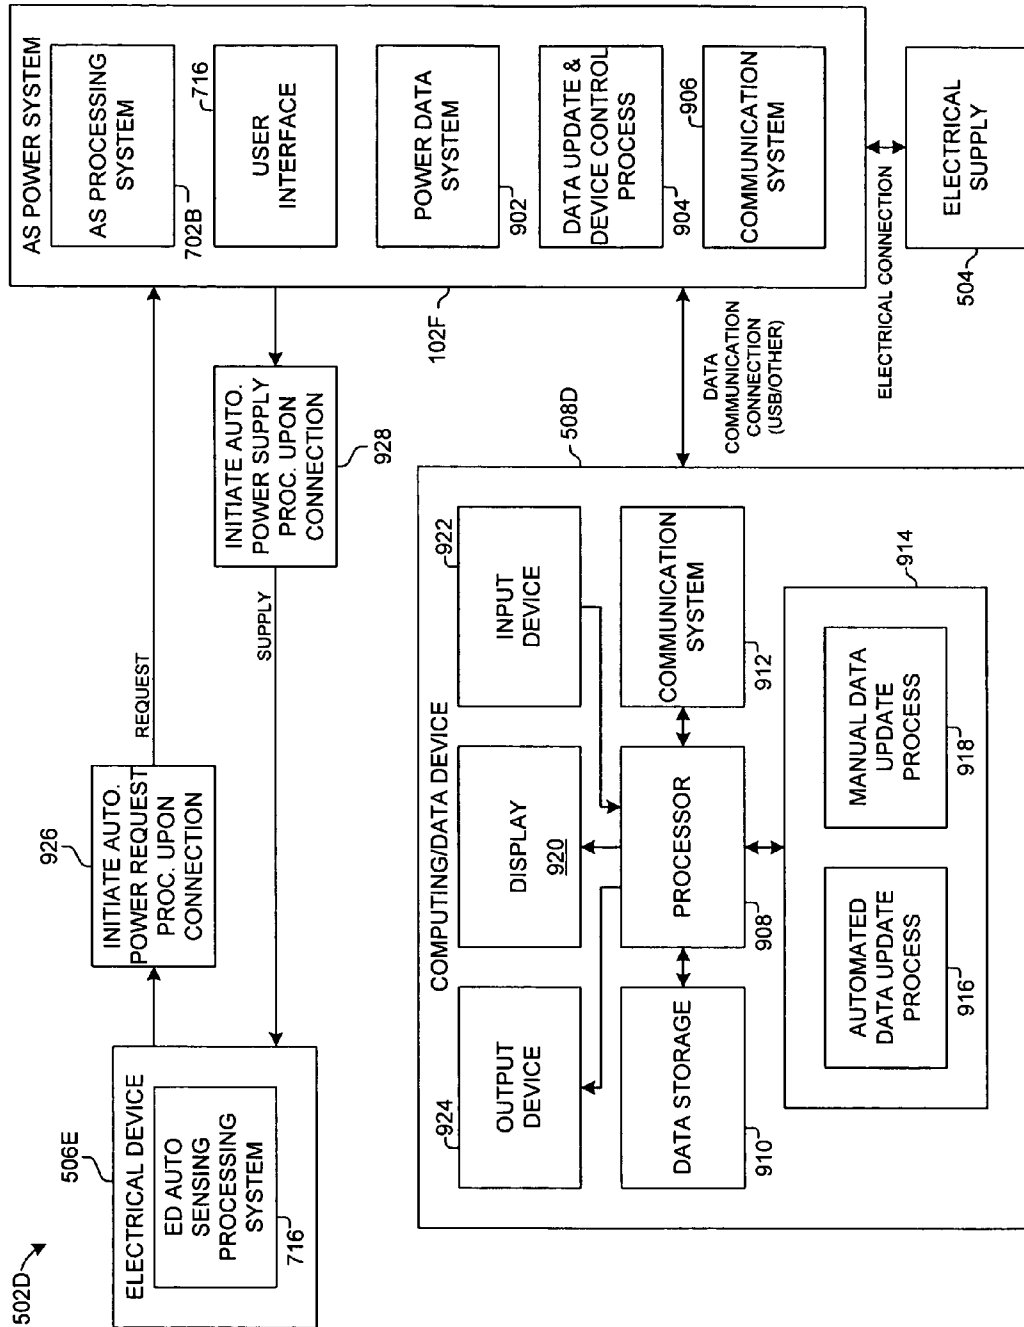 502D
506E
ELECTRICAL DEVICE
ED AUTO
SENSING
PROCESSING
SYSTEM
716
926
INITIATE AUTO.
POWER REQUEST
PROC. UPON
CONNECTION
REQUEST
SUPPLY
INITIATE AUTO.
POWER SUPPLY
PROC. UPON
CONNECTION
928
AS POWER SYSTEM
AS PROCESSING
SYSTEM
702B
716
USER
INTERFACE
POWER DATA
SYSTEM
902
DATA UPDATE &
DEVICE CONTROL
PROCESS
904
906
COMMUNICATION
SYSTEM
102F
DATA
COMMUNICATION
CONNECTION
(USB/OTHER)
ELECTRICAL CONNECTION
ELECTRICAL
SUPPLY
504
508D
COMPUTING/DATA DEVICE
924
OUTPUT
DEVICE
DISPLAY
920
922
INPUT
DEVICE
DATA STORAGE
910
PROCESSOR
908
COMMUNICATION
SYSTEM
912
914
AUTOMATED
DATA UPDATE
PROCESS
916
MANUAL DATA
UPDATE
PROCESS
918